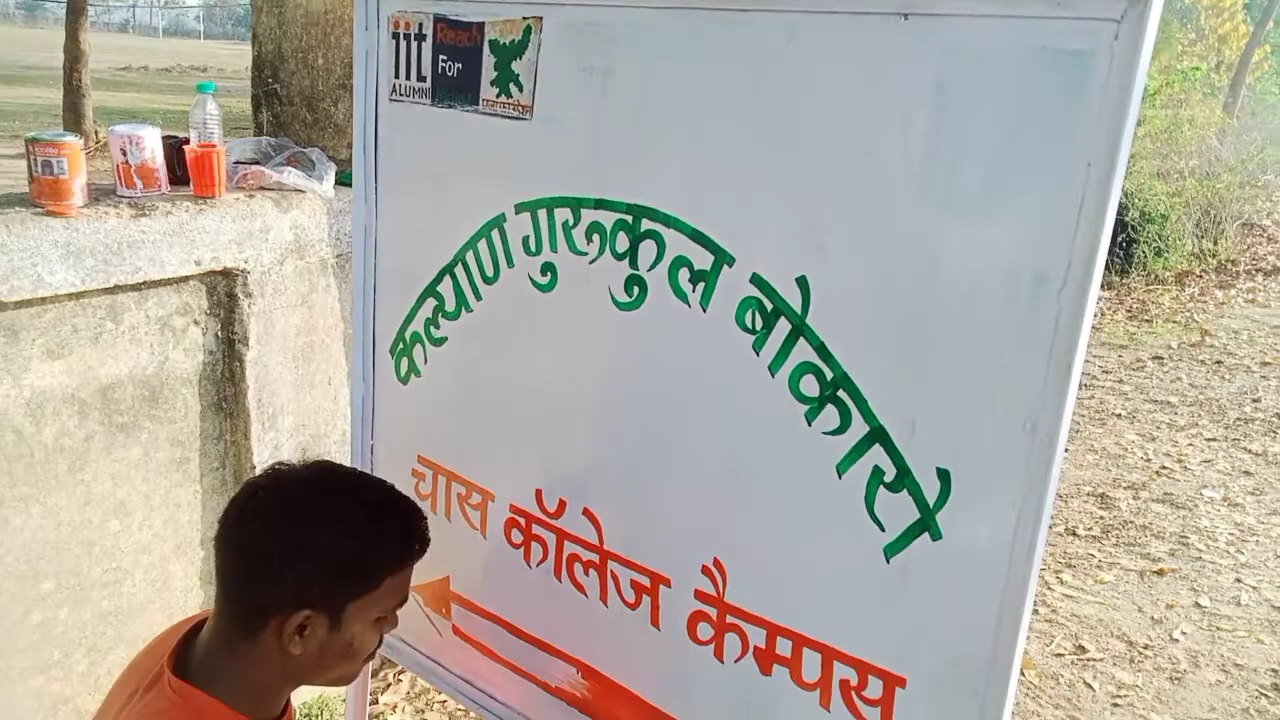 iit
ALUMNI
Reach
For
कल्याण गुरुकुल बोकारो
चास कॉलेज कैम्पस